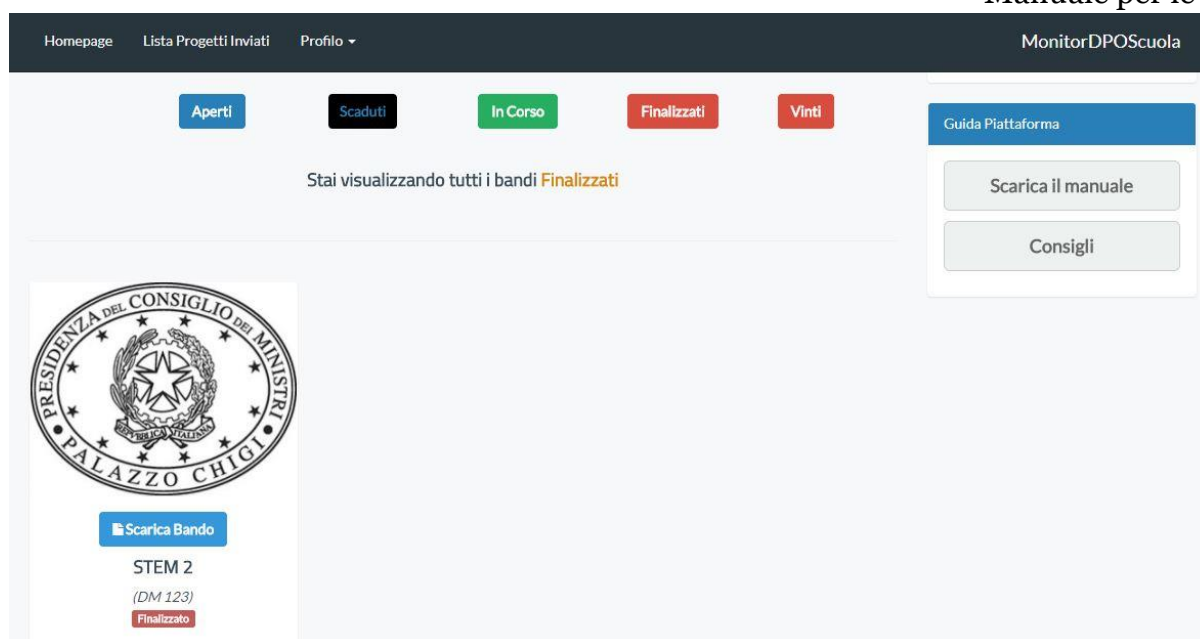 Manuale per le
Homepage Lista Progetti Inviati Profilo MonitorDPOScuola
Aperti Scaduti In Corso Finalizzati Vinti
Stai visualizzando tutti i bandi Finalizzati
Guida Piattaforma
Scarica il manuale
Consigli
PRESIDENZA DEL CONSIGLIO DEI MINISTRI
REPVBBLICA ITALIANA
PALAZZO CHIGI
Scarica Bando
STEM 2
(DM 123)
Finalizzato